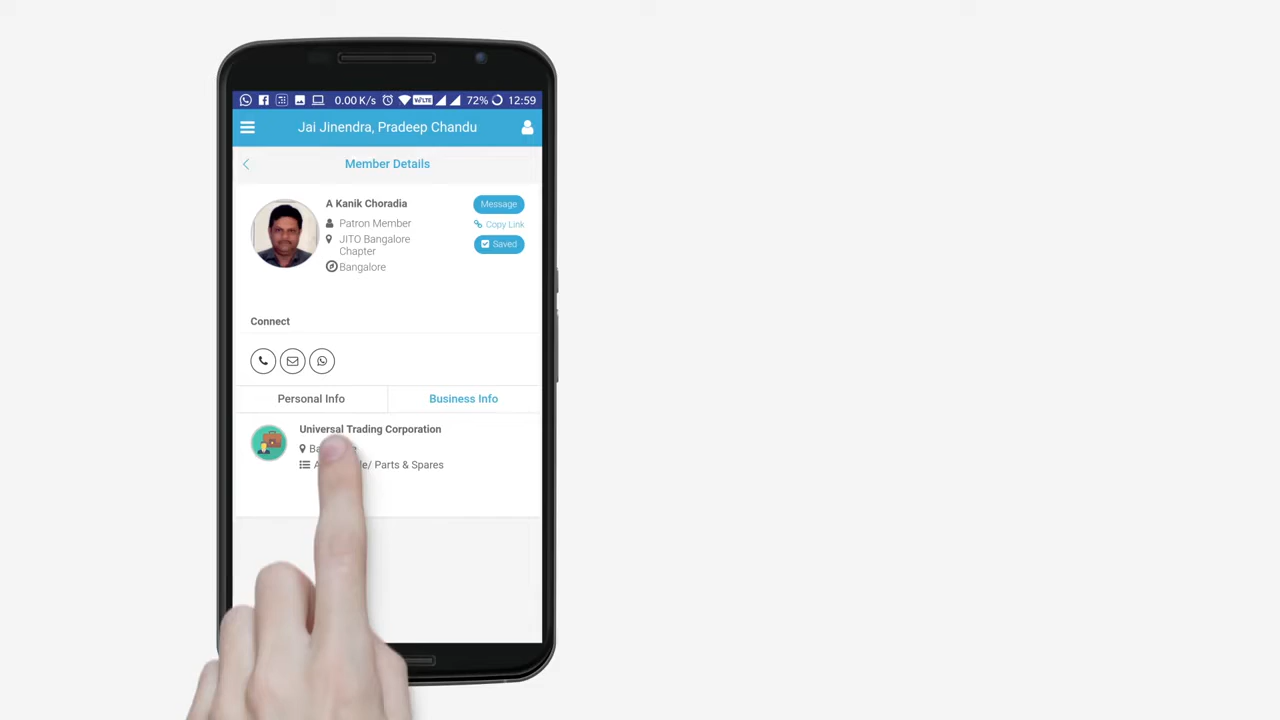 0.00 K/s VoLTE 72% 12:59
Jai Jinendra, Pradeep Chandu
Member Details
A Kanik Choradia
Message
Patron Member
Copy Link
JITO Bangalore
Chapter
Saved
Bangalore
Connect
Personal Info Business Info
Universal Trading Corporation
Parts & Spares